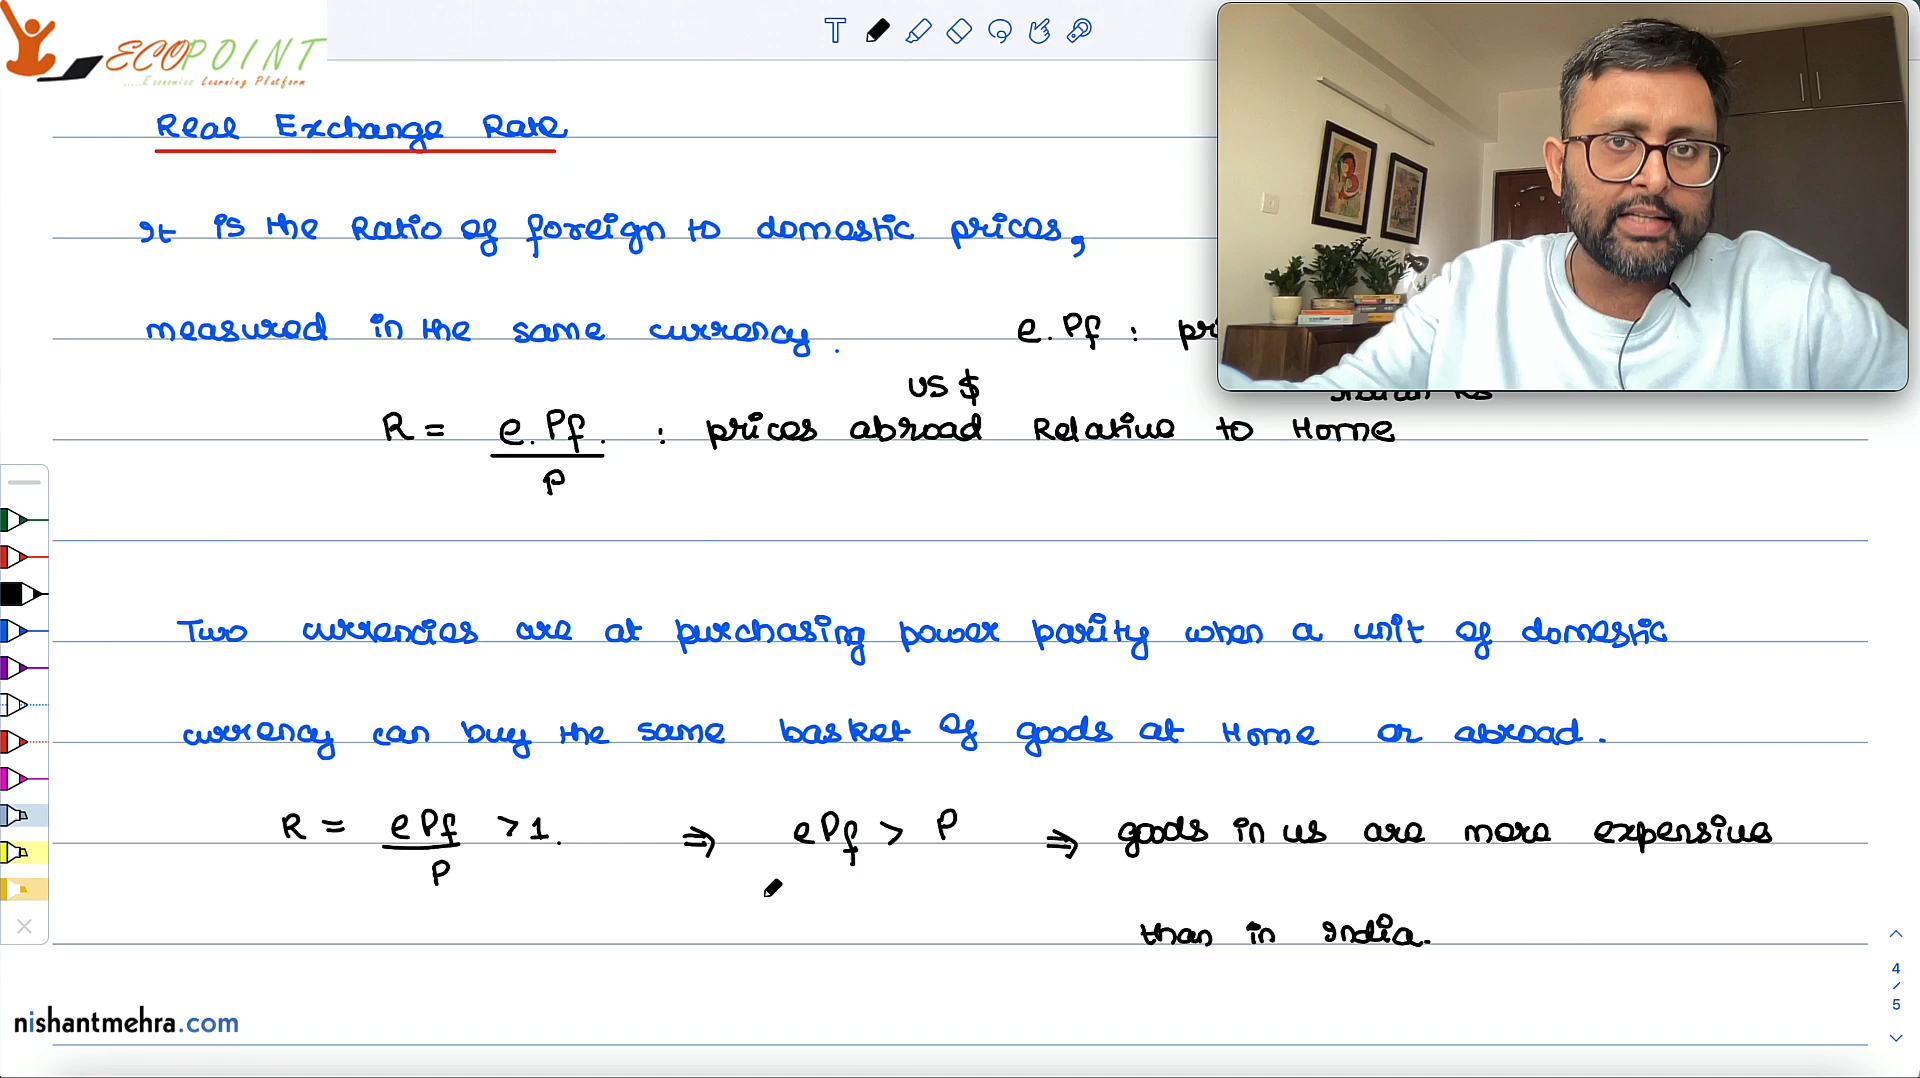 ECOPOINT
.....Economics Learning Platform
T
Real Exchange Rate
It is the Ratio of foreign to domestic prices,
measured in the same currency.
e.Pf :
US $
R = e.Pf. : prices abroad Relative to Home
P
Two currencies are at purchasing power parity when a unit of domestic
currency can buy the same basket of goods at Home or abroad.
R = ePf > 1. ⇒ ePf > P ⇒ goods in US are more expensive
P
than in India.
4
/
5
nishantmehra.com